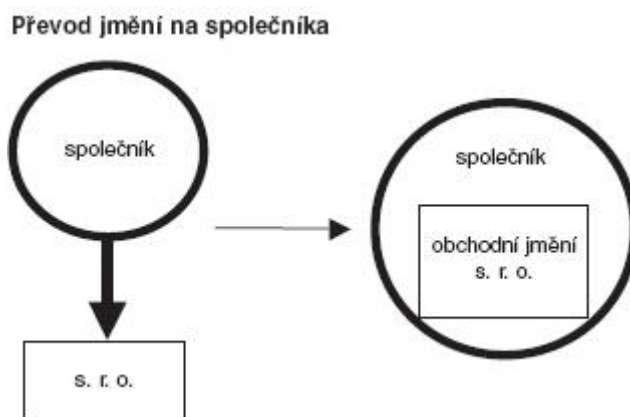 Převod jmění na společníka
společník
s. r. o.
společník
obchodní jmění
s. r. o.